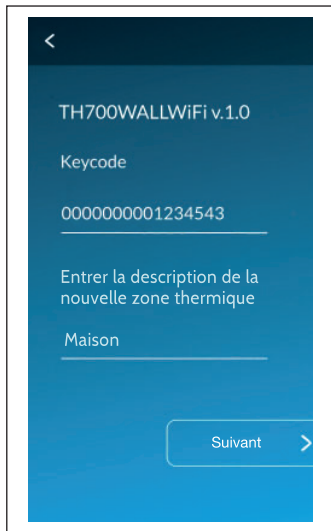 TH700WALLWiFi v.1.0
Keycode
0000000001234543
Entrer la description de la
nouvelle zone thermique
Maison
Suivant